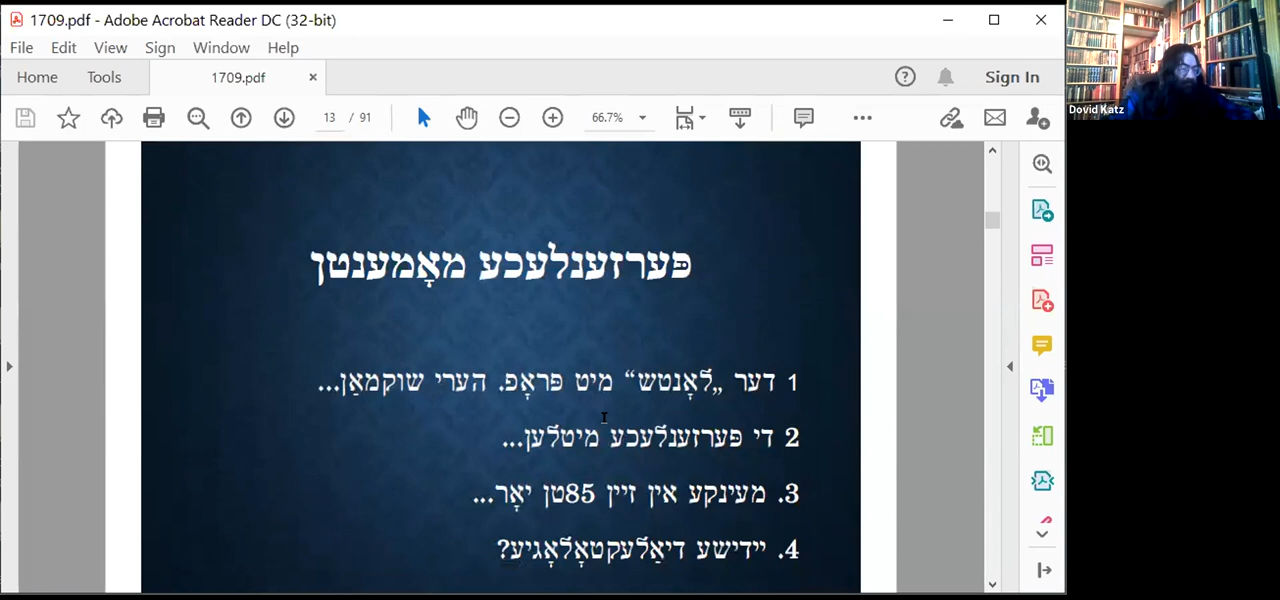 1709.pdf - Adobe Acrobat Reader DC (32-bit)
File Edit View Sign Window Help
Home Tools 1709.pdf Sign In
13 / 91 66.7%
Dovid Katz
פּערזענלעכע מאָמענטן
1 דער „לאָנטש“ מיט פּראָפ. הערי שוקמאַן...
2 די פּערזענלעכע מיטלען...
3. מעינקע אין זיין 85טן יאָר...
4. יידישע דיאַלעקטאָלאָגיע?